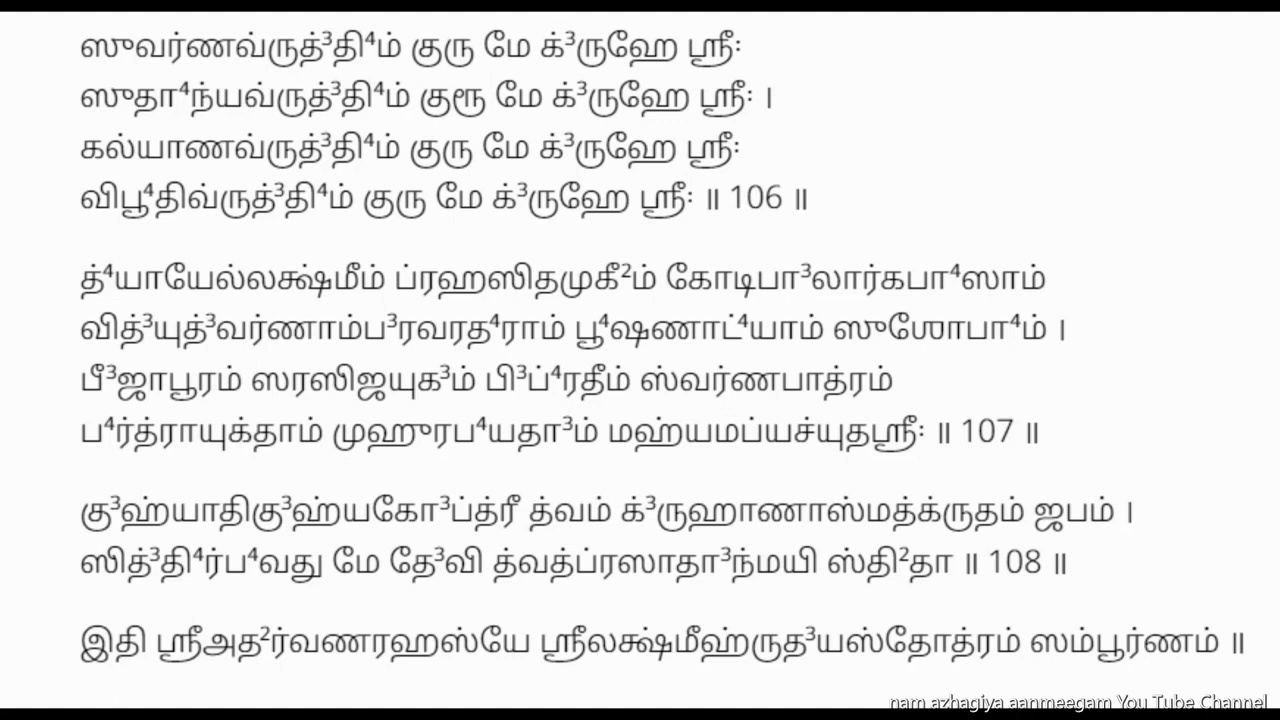 ஸுவர்ணவ்ருத்³தி⁴ம் குரு மே க்³ருஹே ஶ்ரீ꞉
ஸுதா⁴ந்யவ்ருத்³தி⁴ம் குரூ மே க்³ருஹே ஶ்ரீ꞉ ।
கல்யாணவ்ருத்³தி⁴ம் குரு மே க்³ருஹே ஶ்ரீ꞉
விபூ⁴திவ்ருத்³தி⁴ம் குரு மே க்³ருஹே ஶ்ரீ꞉ ॥ 106 ॥
த்⁴யாயேல்லக்ஷ்மீம் ப்ரஹஸிதமுகீ²ம் கோடிபா³லார்கபா⁴ஸாம்
வித்³யுத்³வர்ணாம்ப³ரவரத⁴ராம் பூ⁴ஷணாட்⁴யாம் ஸுஶோபா⁴ம் ।
பீ³ஜாபூரம் ஸரஸிஜயுக³ம் பி³ப்⁴ரதீம் ஸ்வர்ணபாத்ரம்
ப⁴ர்த்ராயுக்தாம் முஹுரப⁴யதா³ம் மஹ்யமப்யச்யுதஶ்ரீ꞉ ॥ 107 ॥
கு³ஹ்யாதிகு³ஹ்யகோ³ப்த்ரீ த்வம் க்³ருஹாணாஸ்மத்க்ருதம் ஜபம் ।
ஸித்³தி⁴ர்ப⁴வது மே தே³வி த்வத்ப்ரஸாதா³ந்மயி ஸ்தி²தா ॥ 108 ॥
இதி ஶ்ரீஅத²ர்வணரஹஸ்யே ஶ்ரீலக்ஷ்மீஹ்ருத³யஸ்தோத்ரம் ஸம்பூர்ணம் ॥
nam azhagiya aanmeegam You Tube Channel